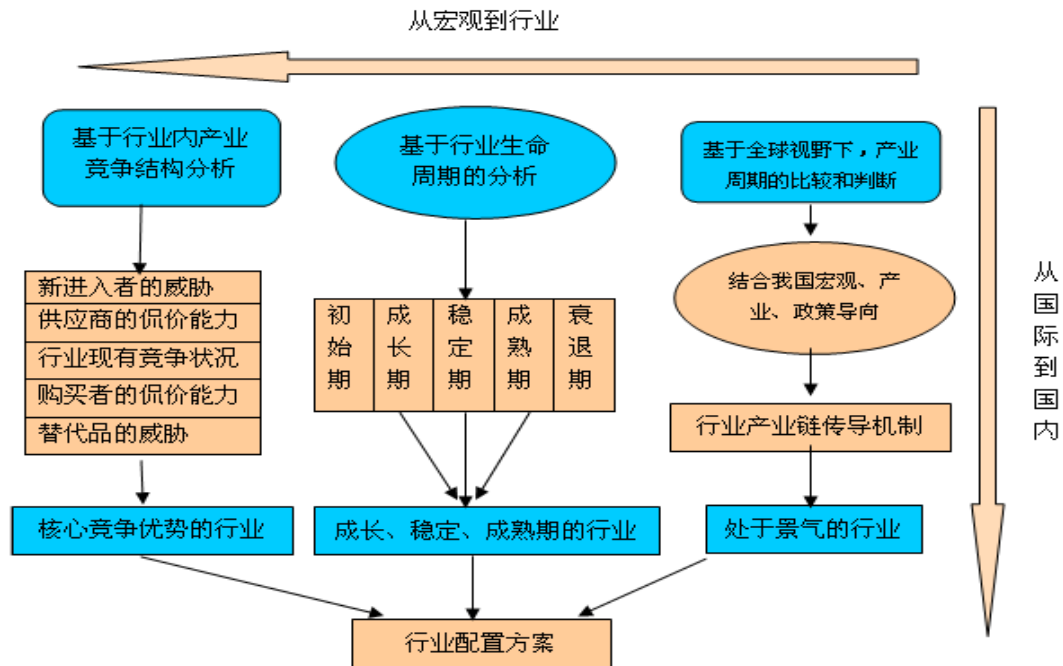 从宏观到行业
基于行业内产业
竞争结构分析
基于行业生命
周期的分析
基于全球视野下，产业
周期的比较和判断
新进入者的威胁
供应商的侃价能力
行业现有竞争状况
购买者的侃价能力
替代品的威胁
初始期
成长期
稳定期
成熟期
衰退期
结合我国宏观、产
业、政策导向
行业产业链传导机制
从国际到国内
核心竞争优势的行业
成长、稳定、成熟期的行业
处于景气的行业
行业配置方案